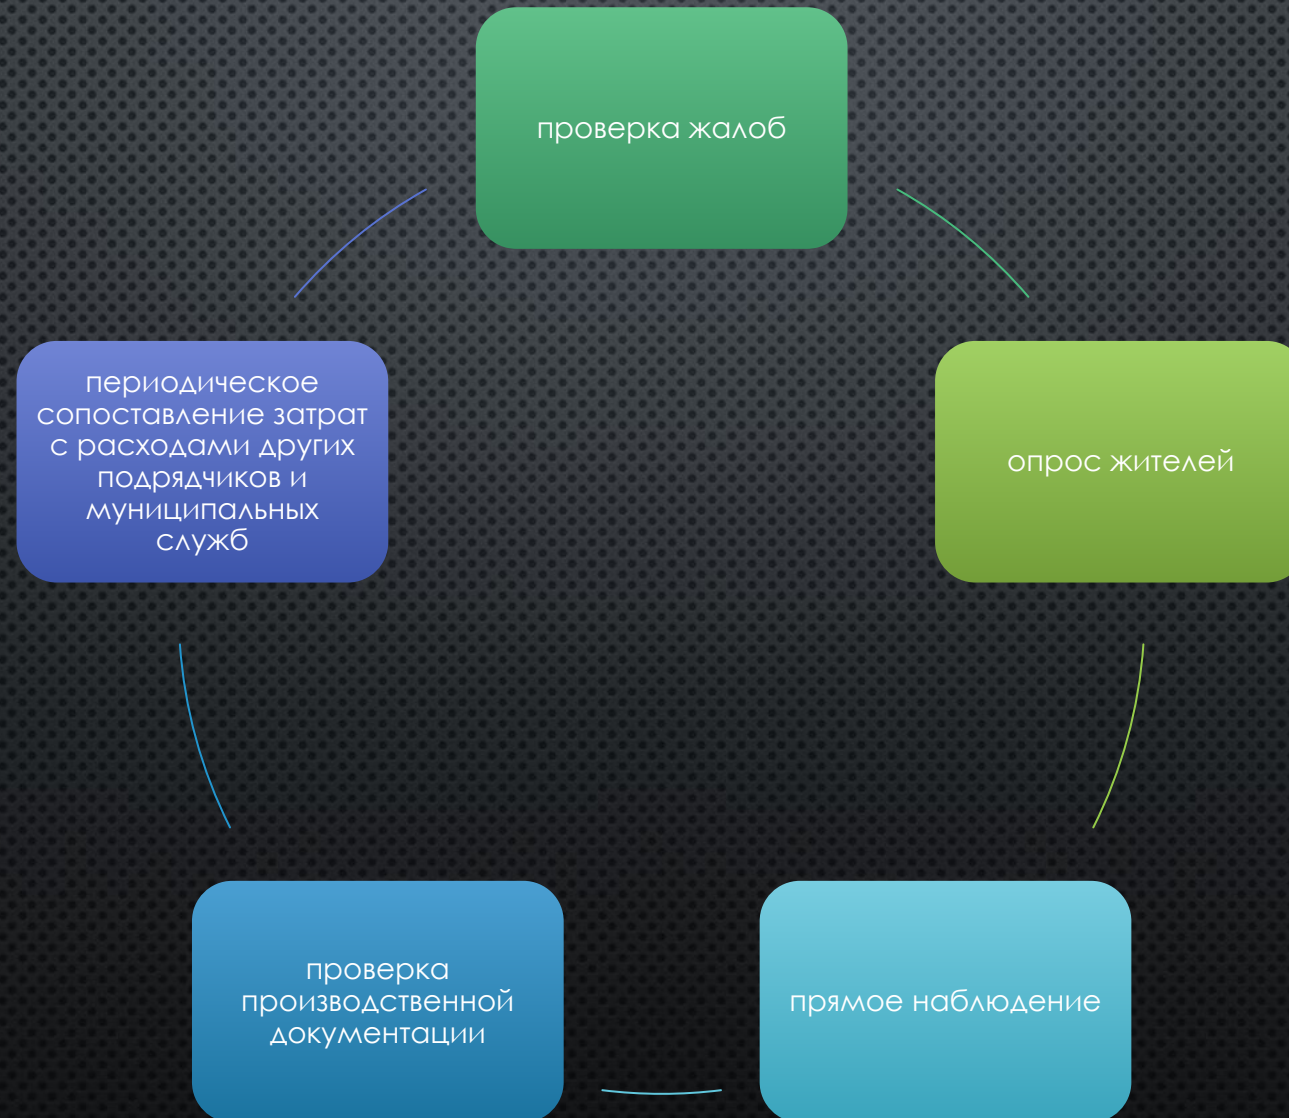 проверка жалоб
опрос жителей
прямое наблюдение
проверка
производственной
документации
периодическое
сопоставление затрат
с расходами других
подрядчиков и
муниципальных
служб